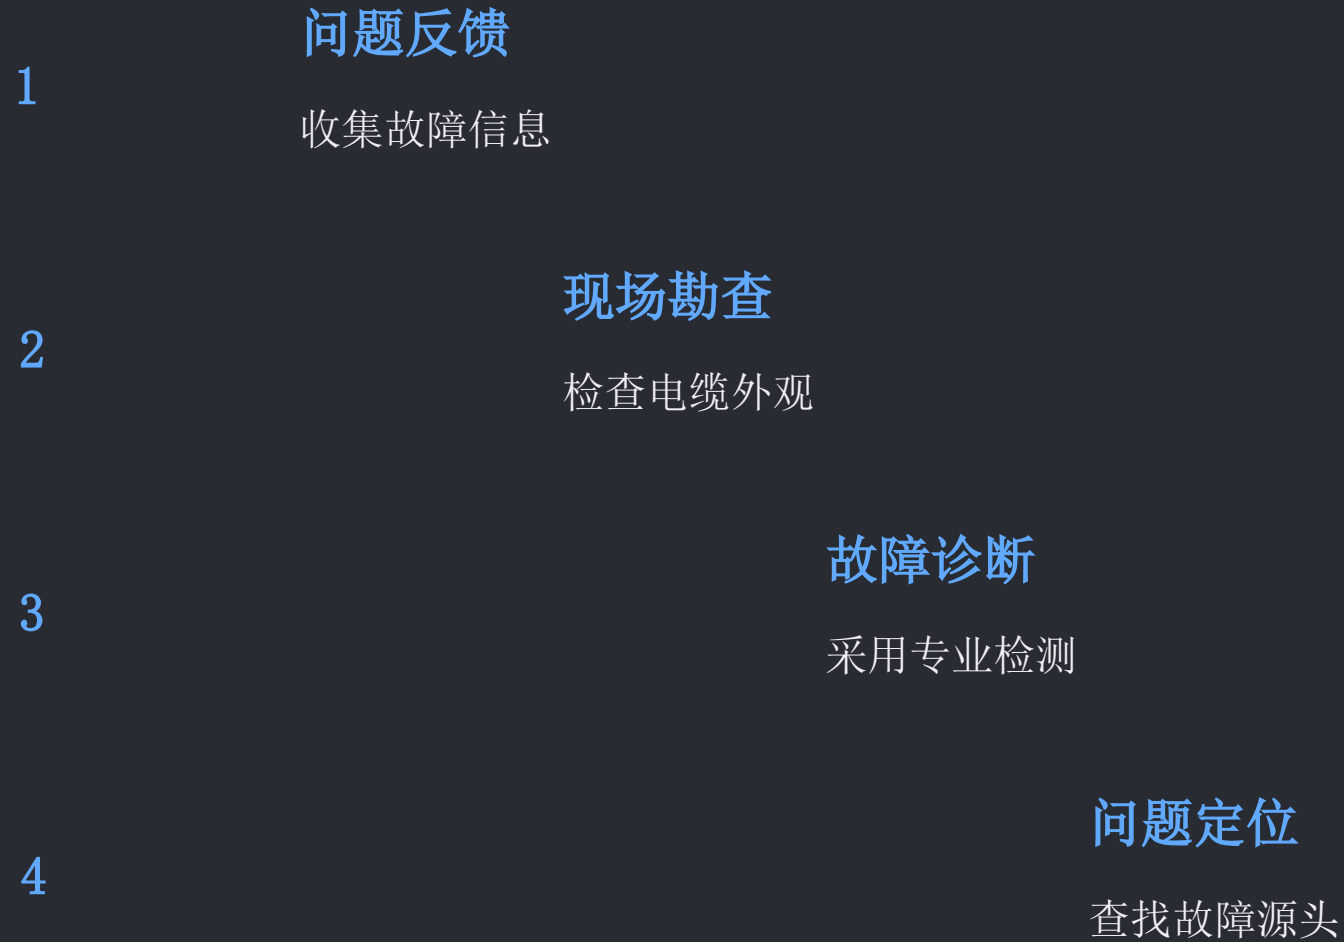 问题反馈
1
收集故障信息
现场勘查
2
检查电缆外观
故障诊断
3
采用专业检测
问题定位
4
查找故障源头